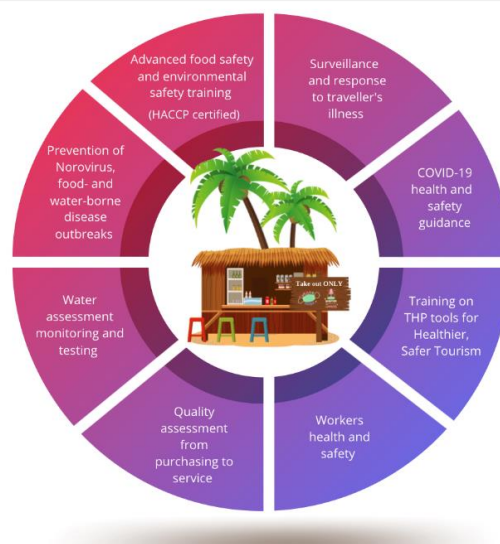 Advanced food safety
and environmental
safety training
(HACCP certified)
Surveillance
and response
to traveller's
illness
COVID-19
health and
safety
guidance
Training on
THP tools for
Healthier,
Safer Tourism
Workers
health and
safety
Quality
assessment
from
purchasing to
service
Water
assessment
monitoring and
testing
Prevention of
Norovirus,
food- and
water-borne
disease
outbreaks
Take out ONLY